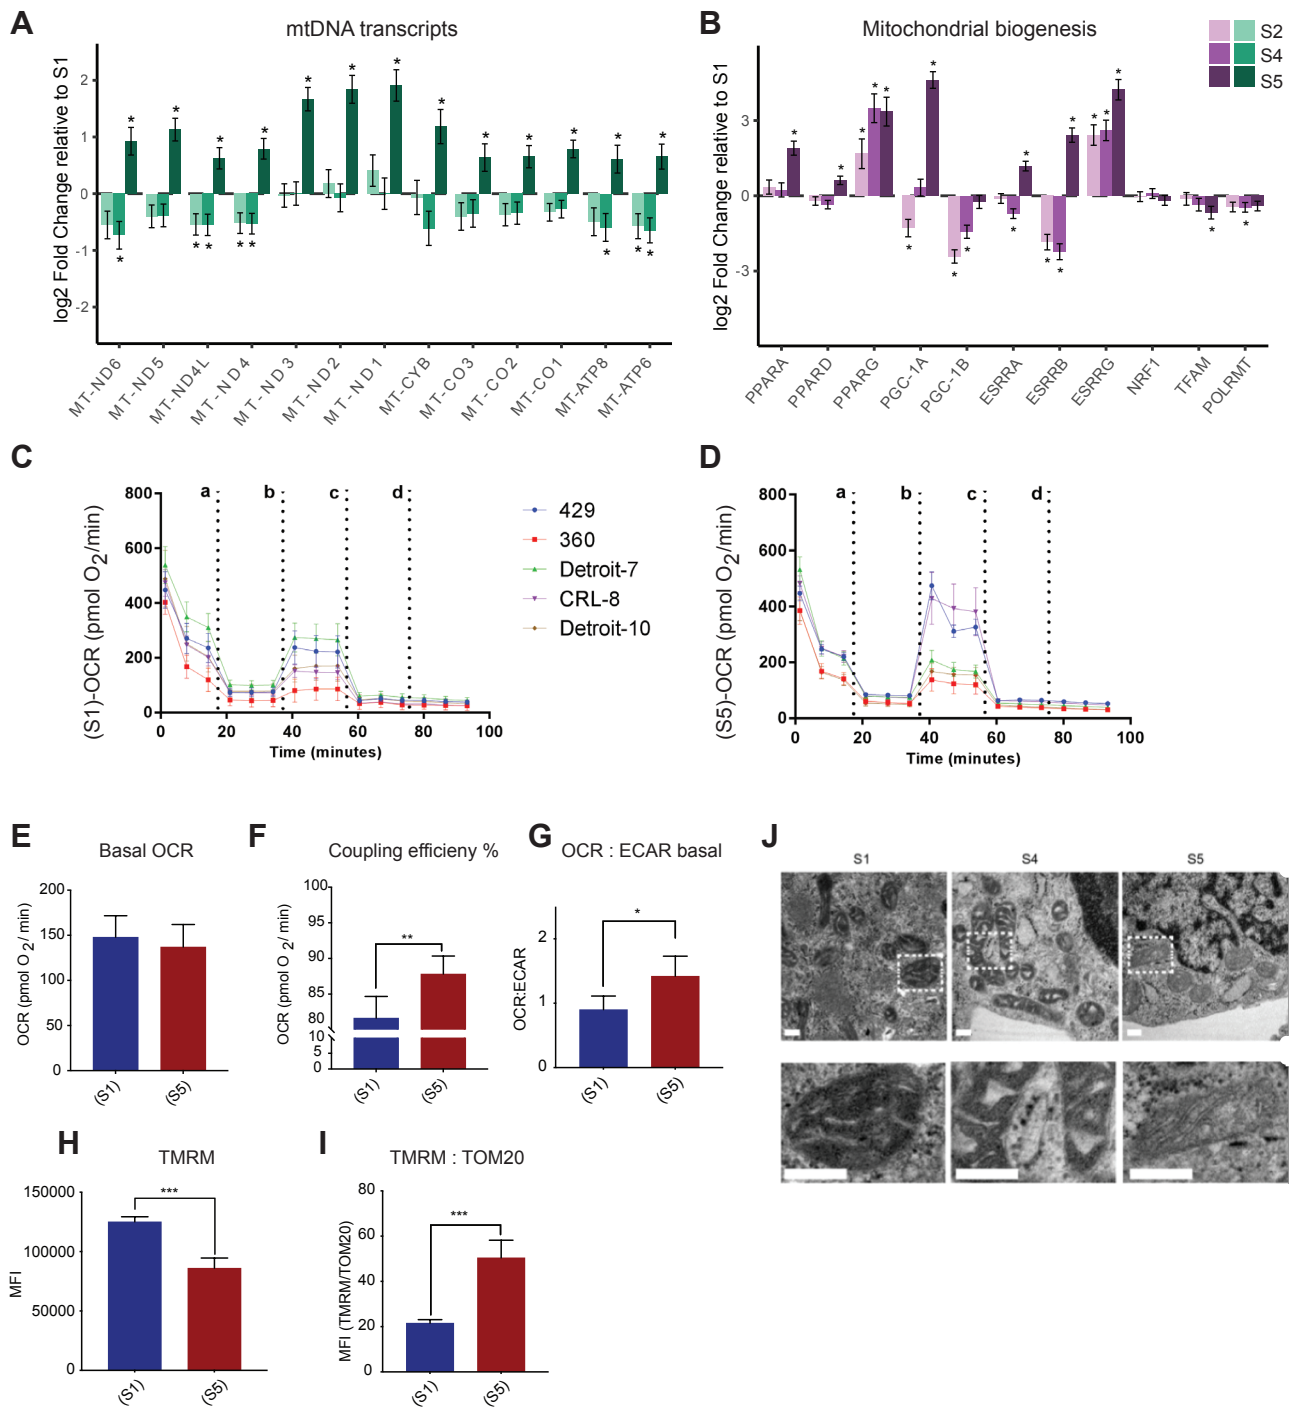 A
mtDNA transcripts
log2 Fold Change relative to S1
2
1
0
-1
-2
* * * * * * * * * * * * *
* * * * * * * *
MT-ND6 MT-ND5 MT-ND4L MT-ND4 MT-ND3 MT-ND2 MT-ND1 MT-CYB MT-CO3 MT-CO2 MT-CO1 MT-ATP8 MT-ATP6
B
Mitochondrial biogenesis
S2
S4
S5
log2 Fold Change relative to S1
3
0
-3
* * * * * * * * * *
* * * * * * * *
PPARA PPARD PPARG PGC-1A PGC-1B ESRRA ESRRB ESRRG NRF1 TFAM POLRMT
C
(S1)-OCR (pmol O2/min)
800
600
400
200
0
a b c d
0 20 40 60 80 100
Time (minutes)
429
360
Detroit-7
CRL-8
Detroit-10
D
(S5)-OCR (pmol O2/min)
800
600
400
200
0
a b c d
0 20 40 60 80 100
Time (minutes)
E
Basal OCR
OCR (pmol O2/ min)
200
150
100
50
0
(S1) (S5)
F
Coupling efficieny %
OCR (pmol O2/ min)
100
95
90
85
80
10
5
0
**
(S1) (S5)
G
OCR : ECAR basal
OCR:ECAR
2
1
0
*
(S1) (S5)
H
TMRM
MFI
150000
100000
50000
0
***
(S1) (S5)
I
TMRM : TOM20
MFI (TMRM/TOM20)
80
60
40
20
0
***
(S1) (S5)
J
S1 S4 S5